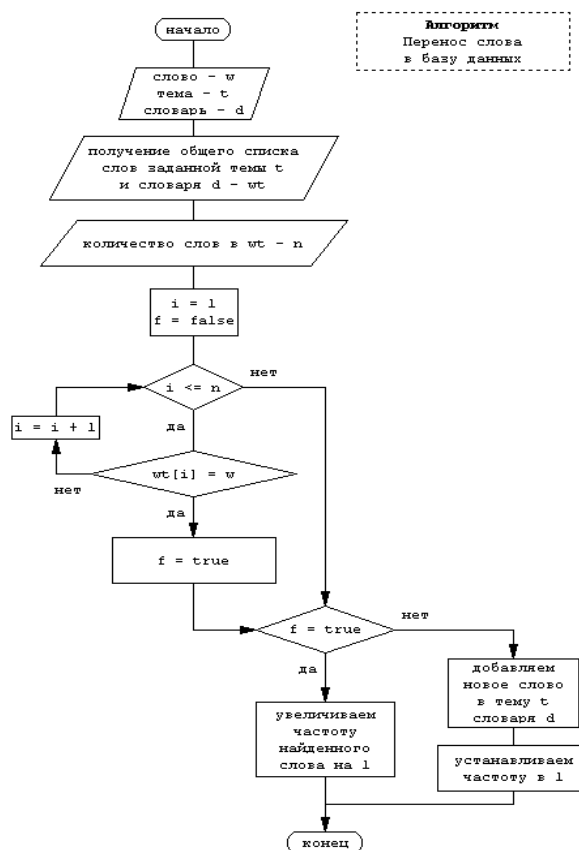 начало
Алгоритм
Перенос слова
в базу данных
слово - w
тема - t
словарь - d
получение общего списка
слов заданной темы t
и словаря d - wt
количество слов в wt - n
i = 1
f = false
i <= n
нет
i = i + 1
да
wt[i] = w
нет
да
f = true
f = true
нет
да
добавляем
новое слово
в тему t
словаря d
увеличиваем
частоту
найденного
слова на 1
устанавливаем
частоту в 1
конец